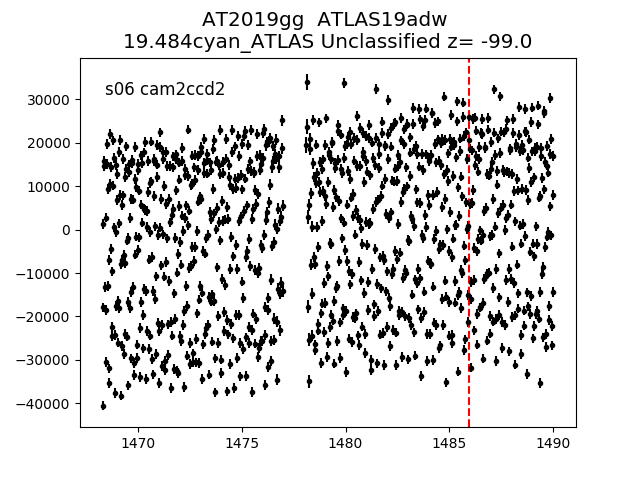 AT2019gg ATLAS19adw
19.484cyan_ATLAS Unclassified z= -99.0
s06 cam2ccd2
30000
20000
10000
0
−10000
−20000
−30000
−40000
1470 1475 1480 1485 1490